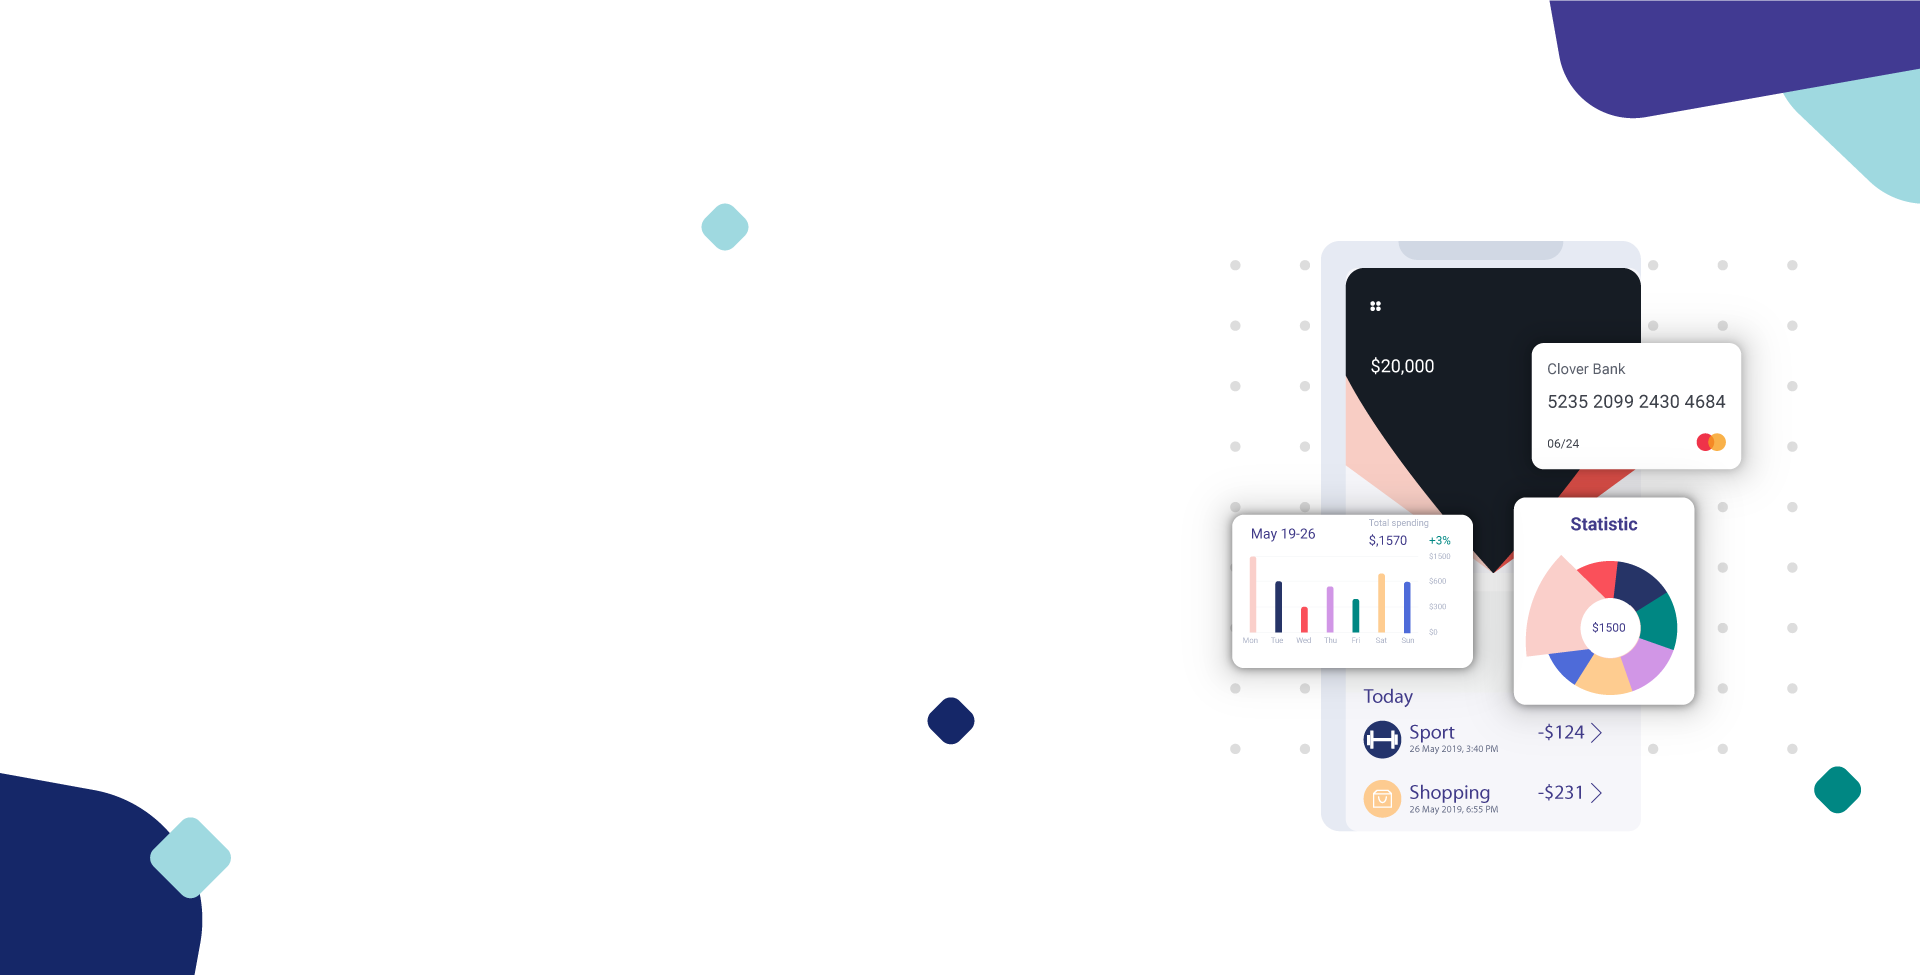 $20,000
Clover Bank
5235 2099 2430 4684
06/24
May 19-26
Total spending
$,1570
+3%
$1500
$600
$300
$0
Mon Tue Wed Thu Fri Sat Sun
Statistic
$1500
Today
Sport
-$124
26 May 2019, 3:40 PM
Shopping
-$231
26 May 2019, 6:55 PM